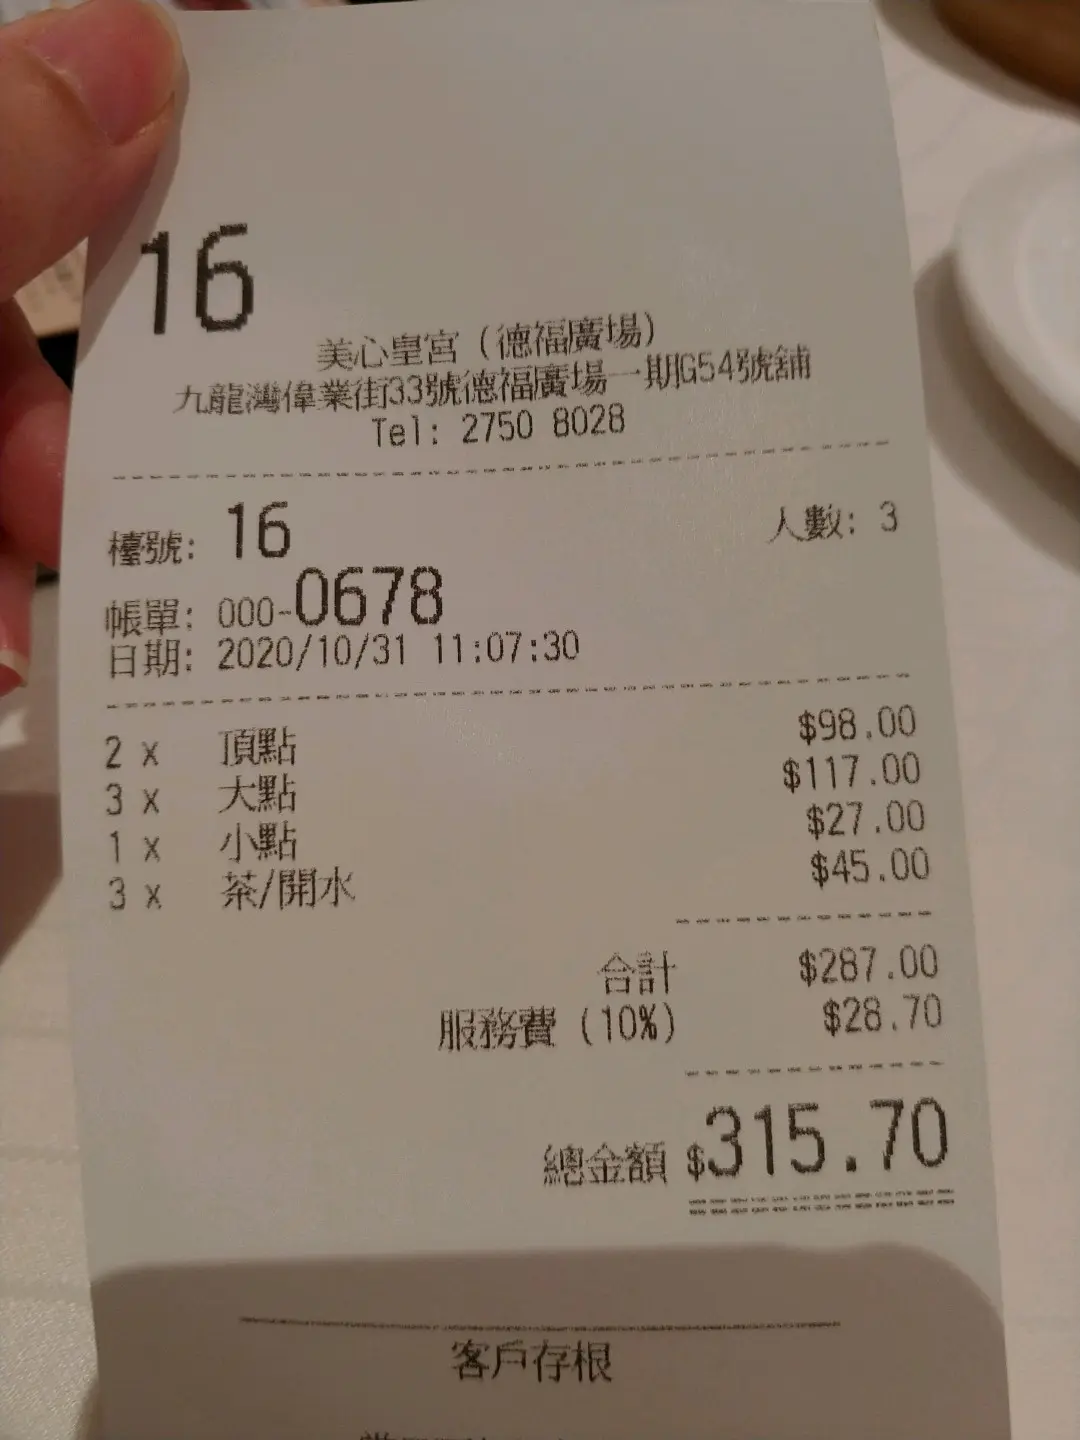 16
美心皇宮 (德福廣場)
九龍灣偉業街33號德福廣場一期G54號舖
Tel: 2750 8028
檯號: 16 人數: 3
帳單: 000-0678
日期: 2020/10/31 11:07:30
2 x 頂點 $98.00
3 x 大點 $117.00
1 x 小點 $27.00
3 x 茶/開水 $45.00
合計 $287.00
服務費 (10%) $28.70
總金額 $315.70
客戶存根